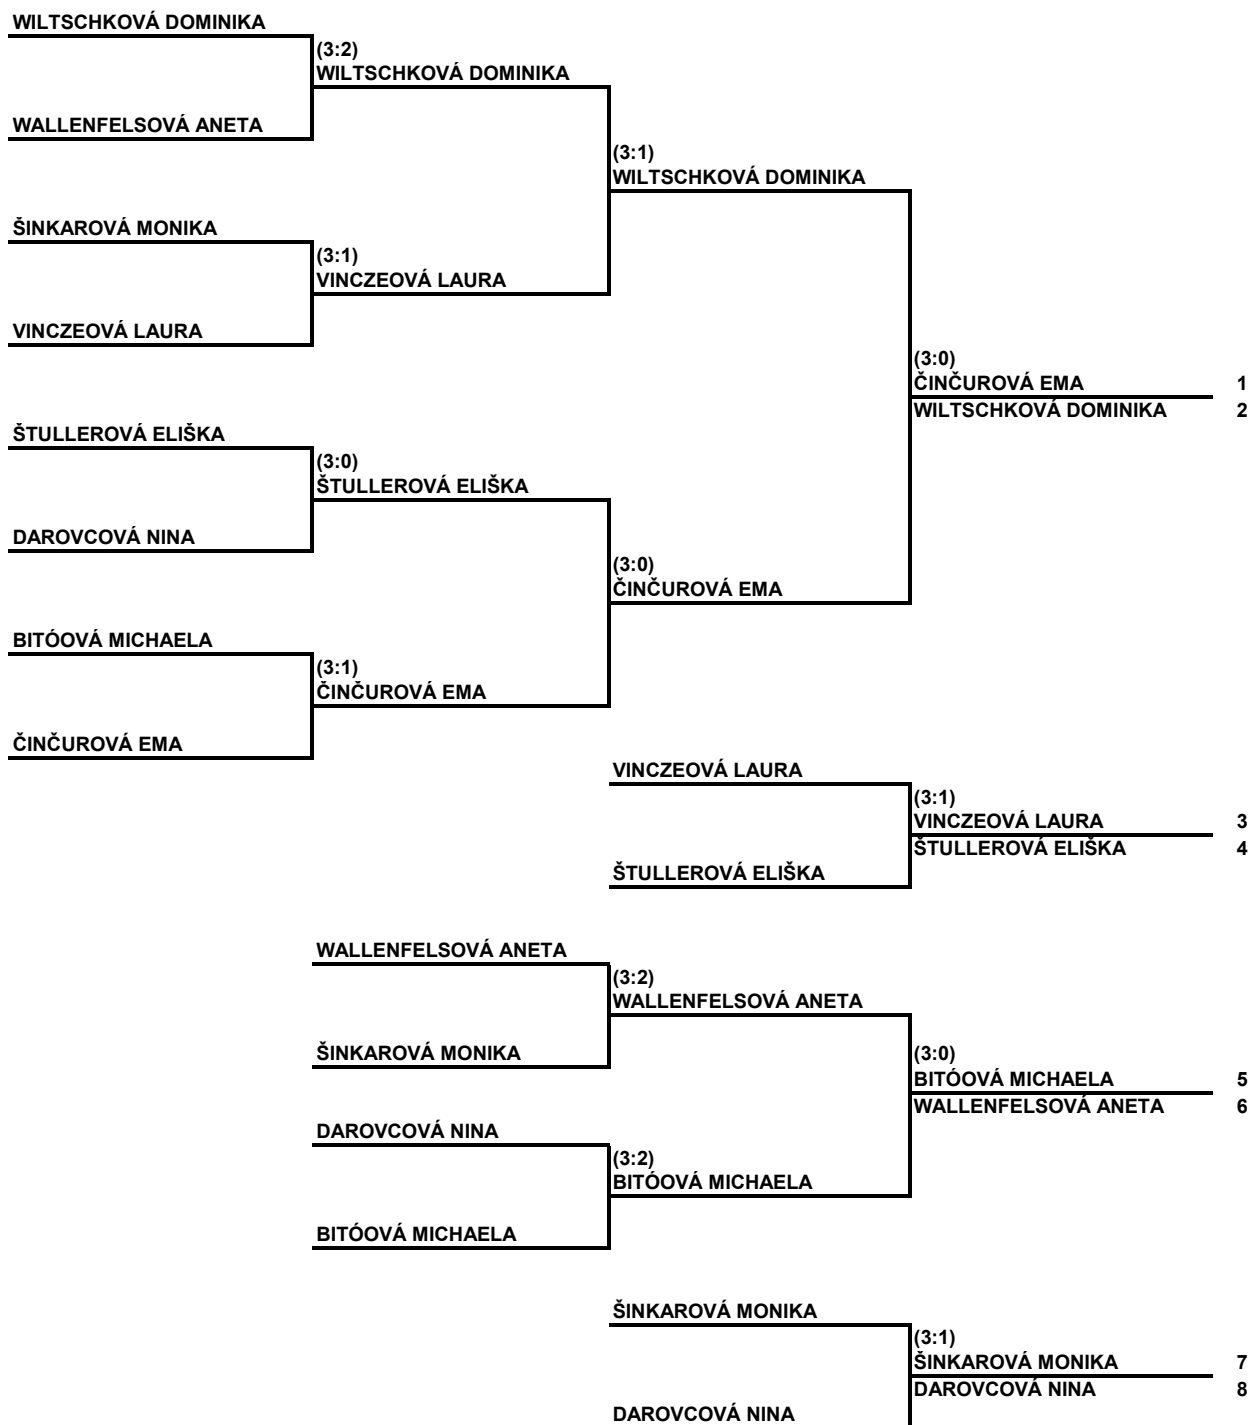 WILTSCHKOVÁ DOMINIKA
(3:2)
WILTSCHKOVÁ DOMINIKA
WALLENFELSOVÁ ANETA
(3:1)
WILTSCHKOVÁ DOMINIKA
ŠINKAROVÁ MONIKA
(3:1)
VINCZEOVÁ LAURA
VINCZEOVÁ LAURA
(3:0)
ČINČUROVÁ EMA 1
WILTSCHKOVÁ DOMINIKA 2
ŠTULLEROVÁ ELIŠKA
(3:0)
ŠTULLEROVÁ ELIŠKA
DAROVCOVÁ NINA
(3:0)
ČINČUROVÁ EMA
BITÓOVÁ MICHAELA
(3:1)
ČINČUROVÁ EMA
ČINČUROVÁ EMA
VINCZEOVÁ LAURA
(3:1)
VINCZEOVÁ LAURA 3
ŠTULLEROVÁ ELIŠKA 4
ŠTULLEROVÁ ELIŠKA
WALLENFELSOVÁ ANETA
(3:2)
WALLENFELSOVÁ ANETA
ŠINKAROVÁ MONIKA
(3:0)
BITÓOVÁ MICHAELA 5
WALLENFELSOVÁ ANETA 6
DAROVCOVÁ NINA
(3:2)
BITÓOVÁ MICHAELA
BITÓOVÁ MICHAELA
ŠINKAROVÁ MONIKA
(3:1)
ŠINKAROVÁ MONIKA 7
DAROVCOVÁ NINA 8
DAROVCOVÁ NINA